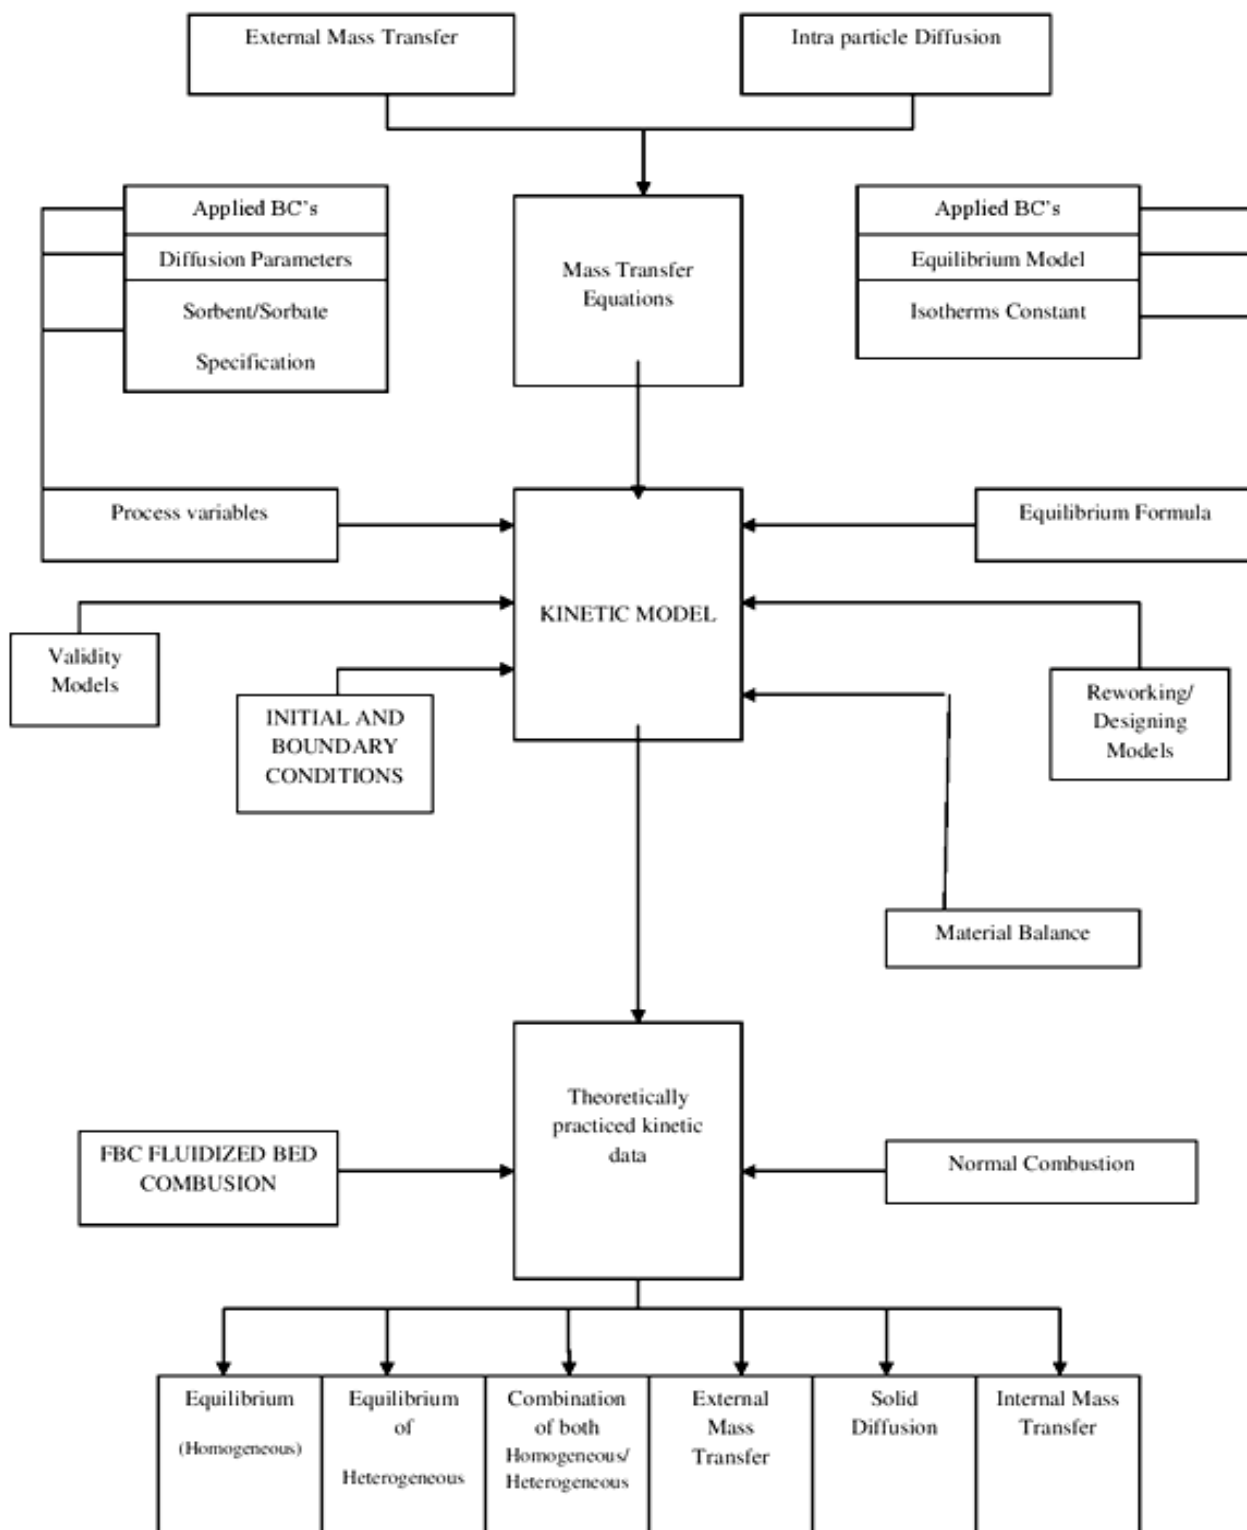 External Mass Transfer
Intra particle Diffusion
Applied BC's
Diffusion Parameters
Sorbent/Sorbate
Specification
Mass Transfer
Equations
Applied BC's
Equilibrium Model
Isotherms Constant
Process variables
Equilibrium Formula
KINETIC MODEL
Validity
Models
INITIAL AND
BOUNDARY
CONDITIONS
Reworking/
Designing
Models
Material Balance
Theoretically
practiced kinetic
data
FBC FLUIDIZED BED
COMBUSION
Normal Combustion
Equilibrium
(Homogeneous)
Equilibrium
of
Heterogeneous
Combination
of both
Homogeneous/
Heterogeneous
External
Mass
Transfer
Solid
Diffusion
Internal Mass
Transfer